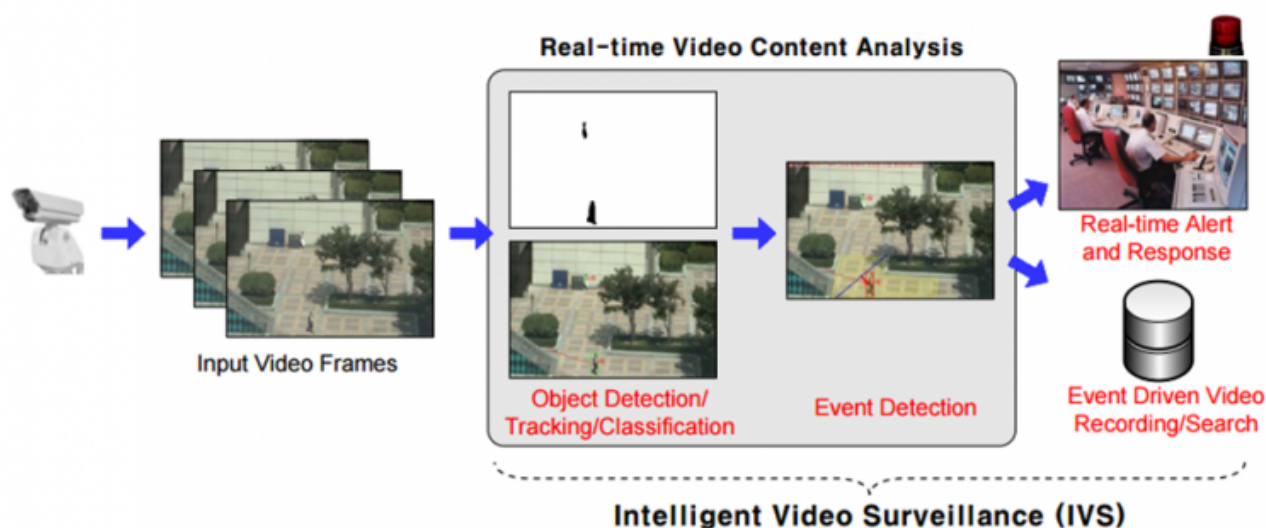 Real-time Video Content Analysis
Input Video Frames
Object Detection/
Tracking/Classification
Event Detection
Real-time Alert
and Response
Event Driven Video
Recording/Search
Intelligent Video Surveillance (IVS)